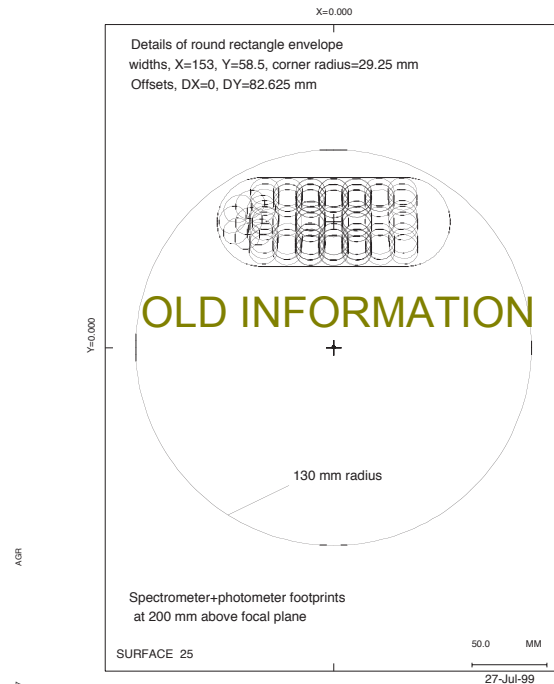 X=0.000
Details of round rectangle envelope
widths, X=153, Y=58.5, corner radius=29.25 mm
Offsets, DX=0, DY=82.625 mm
OLD INFORMATION
Y=0.000
130 mm radius
AGR
Spectrometer+photometer footprints
at 200 mm above focal plane
50.0 MM
SURFACE 25
27-Jul-99